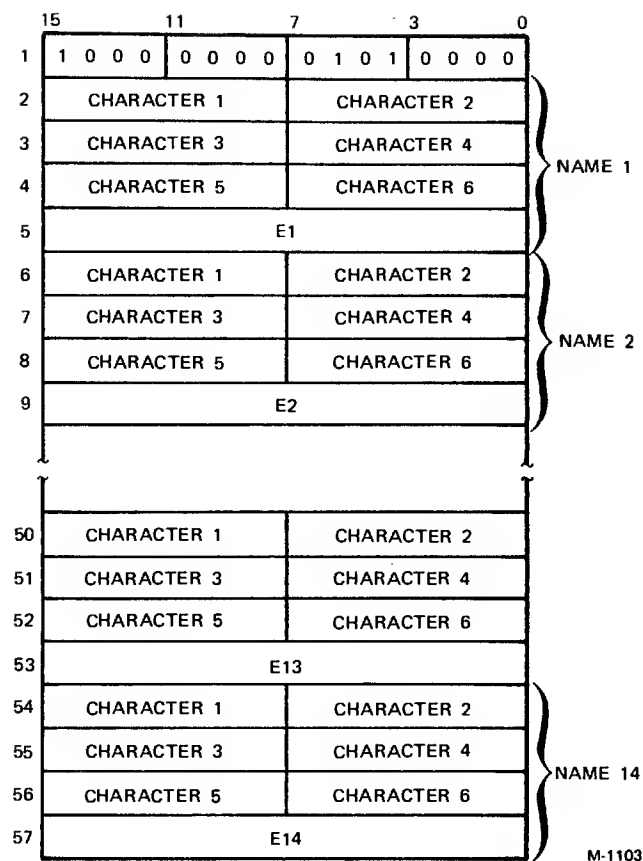 15 11 7 3 0
1 1 0 0 0 0 0 0 0 0 1 0 1 0 0 0 0
2 CHARACTER 1 CHARACTER 2
3 CHARACTER 3 CHARACTER 4
NAME 1
4 CHARACTER 5 CHARACTER 6
5 E1
6 CHARACTER 1 CHARACTER 2
7 CHARACTER 3 CHARACTER 4
NAME 2
8 CHARACTER 5 CHARACTER 6
9 E2
50 CHARACTER 1 CHARACTER 2
51 CHARACTER 3 CHARACTER 4
52 CHARACTER 5 CHARACTER 6
53 E13
54 CHARACTER 1 CHARACTER 2
55 CHARACTER 3 CHARACTER 4
NAME 14
56 CHARACTER 5 CHARACTER 6
57 E14
M-1103